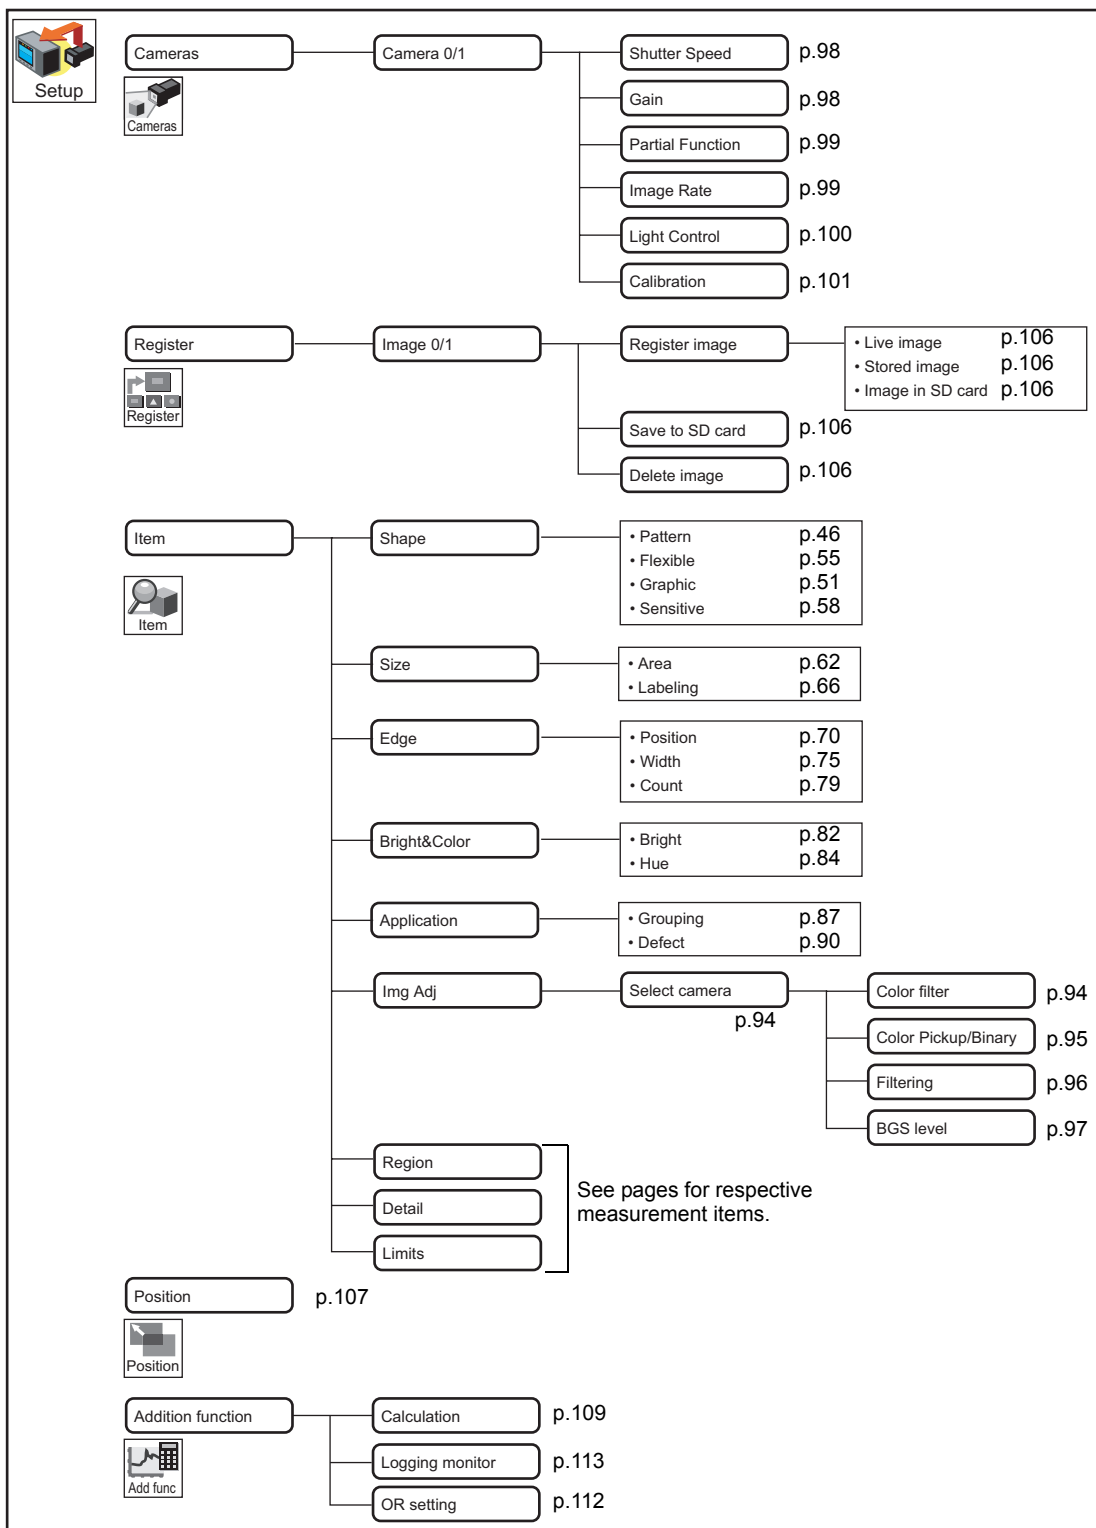 Setup
Cameras
Camera 0/1
Shutter Speed p.98
Cameras
Gain p.98
Partial Function p.99
Image Rate p.99
Light Control p.100
Calibration p.101
Register
Image 0/1
Register image
• Live image p.106
• Stored image p.106
• Image in SD card p.106
Register
Save to SD card p.106
Delete image p.106
Item
Shape
• Pattern p.46
• Flexible p.55
• Graphic p.51
• Sensitive p.58
Item
Size
• Area p.62
• Labeling p.66
Edge
• Position p.70
• Width p.75
• Count p.79
Bright&Color
• Bright p.82
• Hue p.84
Application
• Grouping p.87
• Defect p.90
Img Adj
Select camera
p.94
Color filter p.94
Color Pickup/Binary p.95
Filtering p.96
BGS level p.97
Region
Detail
Limits
See pages for respective
measurement items.
Position p.107
Position
Addition function
Calculation p.109
Add func
Logging monitor p.113
OR setting p.112